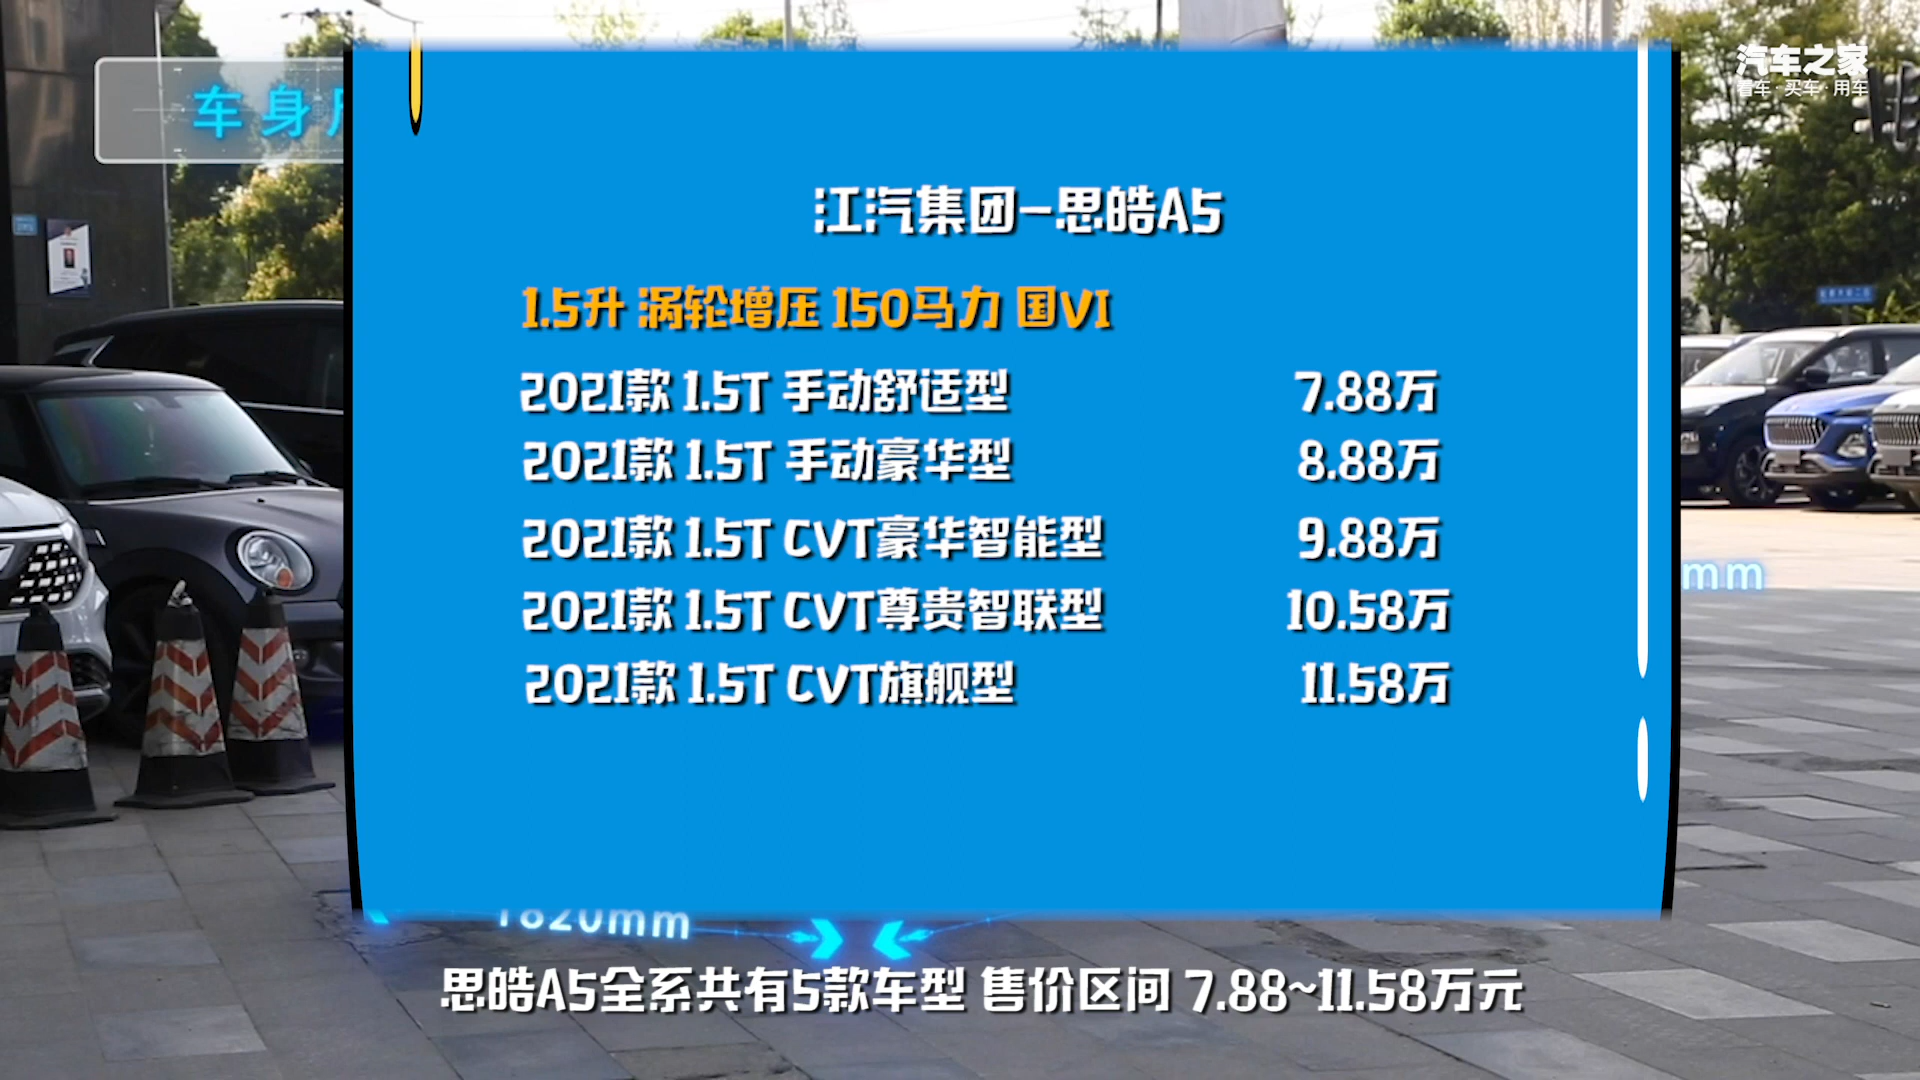 汽车之家
看车·买车·用车
车身
江汽集团-思皓A5
1.5升 涡轮增压 150马力 国VI
2021款 1.5T 手动舒适型 7.88万
2021款 1.5T 手动豪华型 8.88万
2021款 1.5T CVT豪华智能型 9.88万
2021款 1.5T CVT尊贵智联型 10.58万
2021款 1.5T CVT旗舰型 11.58万
mm
1820mm
思皓A5全系共有5款车型 售价区间 7.88~11.58万元